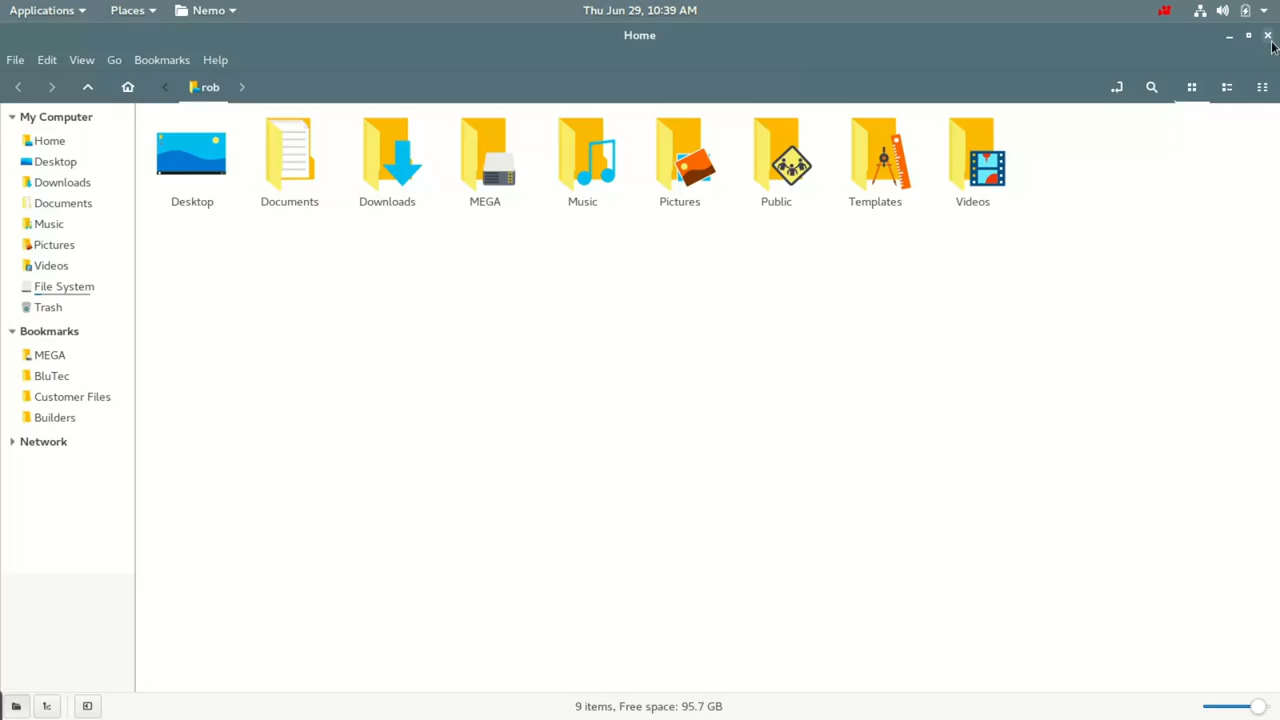 Applications Places Nemo Thu Jun 29, 10:39 AM
Home
File Edit View Go Bookmarks Help
rob
My Computer
Home
Desktop
Downloads
Documents
Music
Pictures
Videos
File System
Trash
Bookmarks
MEGA
BluTec
Customer Files
Builders
Network
Desktop Documents Downloads MEGA Music Pictures Public Templates Videos
9 items, Free space: 95.7 GB